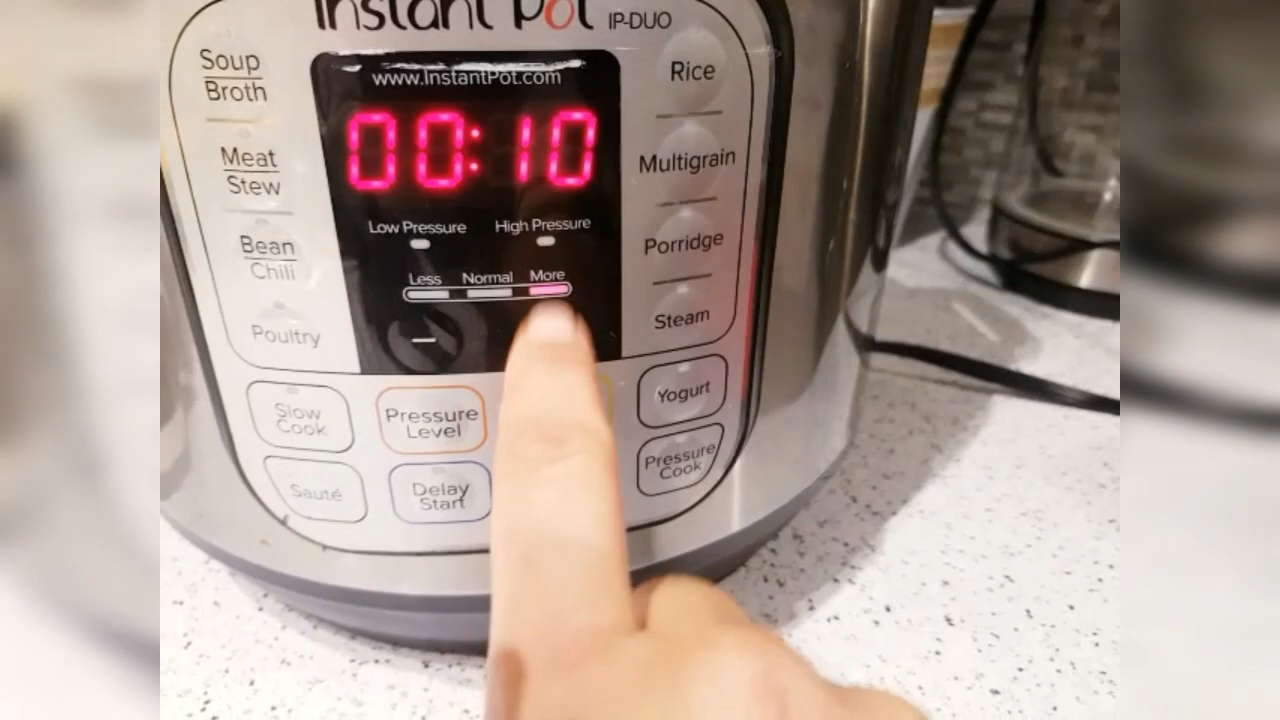 Instant Pot IP-DUO
www.InstantPot.com
00:10
Low Pressure High Pressure
Less Normal More
Soup
Broth
Meat
Stew
Bean
Chili
Poultry
Rice
Multigrain
Porridge
Steam
Slow
Cook
Pressure
Level
Yogurt
Sauté
Delay
Start
Pressure
Cook